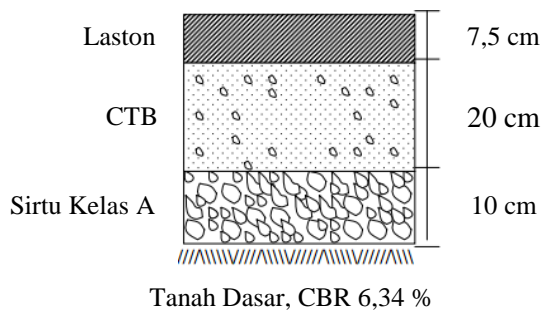 Laston 7,5 cm
CTB 20 cm
Sirtu Kelas A 10 cm
Tanah Dasar, CBR 6,34 %